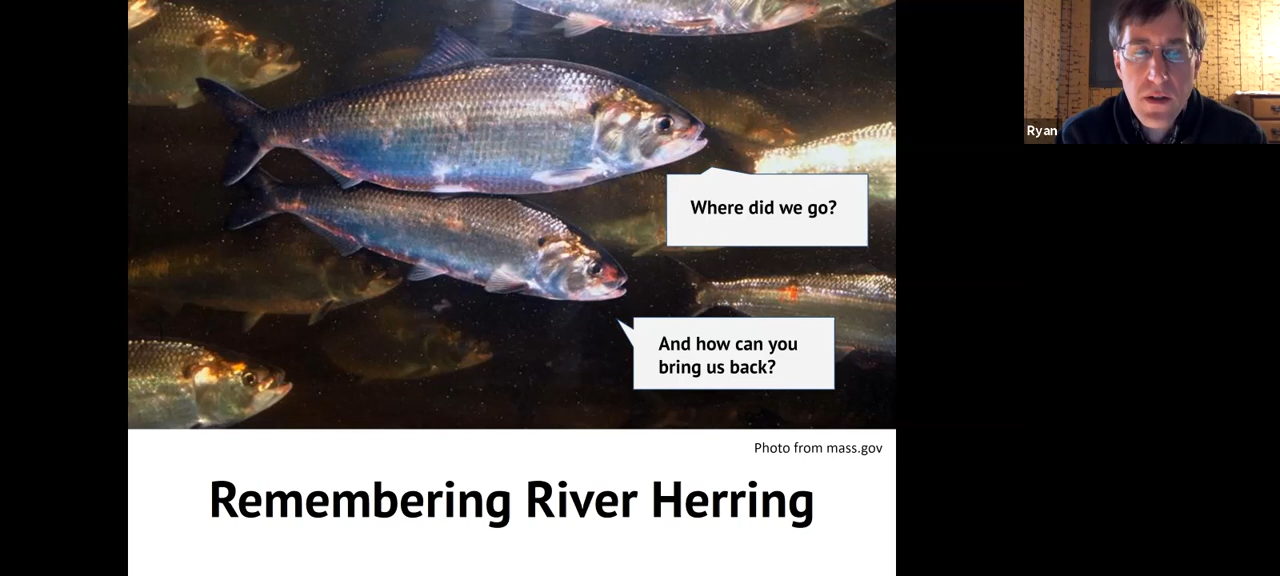 Ryan
Where did we go?
And how can you
bring us back?
Photo from mass.gov
Remembering River Herring